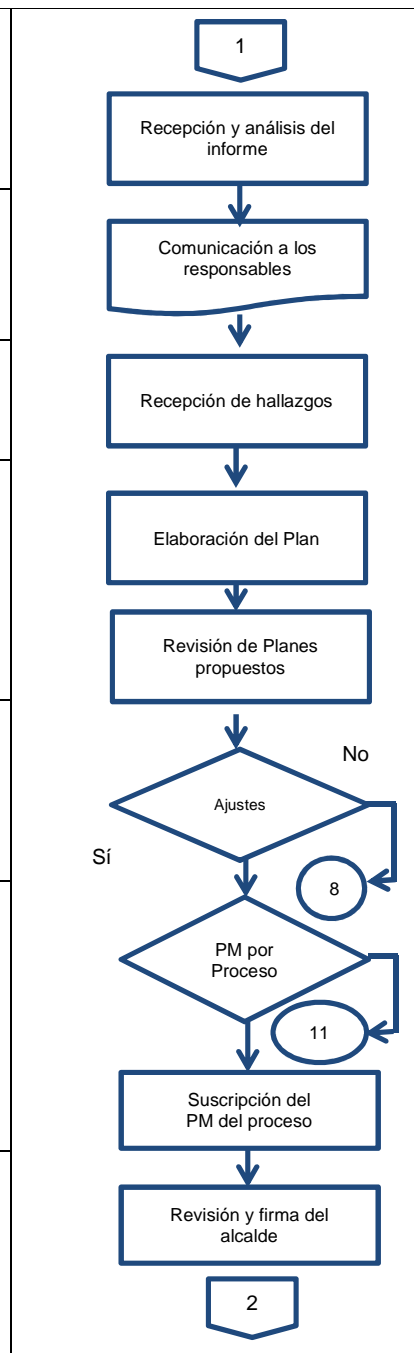 1
Recepción y análisis del
informe
Comunicación a los
responsables
Recepción de hallazgos
Elaboración del Plan
Revisión de Planes
propuestos
No
Ajustes
Sí
8
PM por
Proceso
11
Suscripción del
PM del proceso
Revisión y firma del
alcalde
2